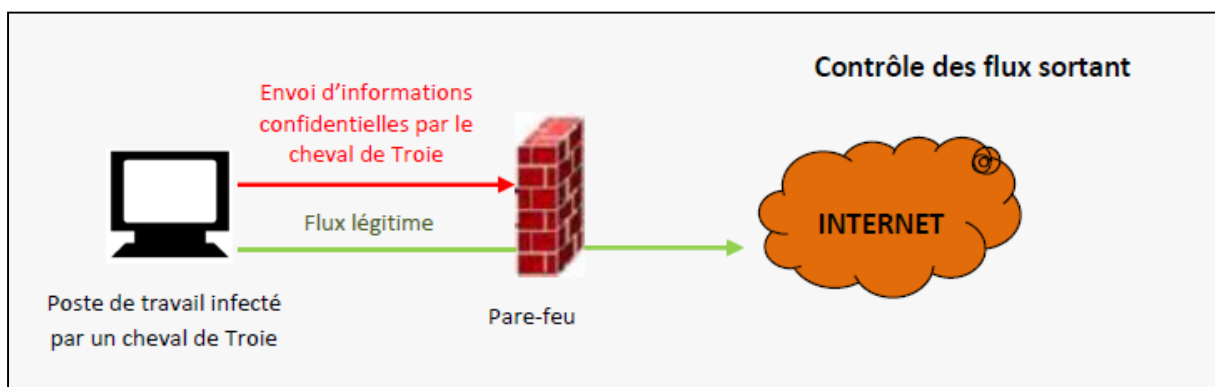 Contrôle des flux sortant
Envoi d'informations
confidentielles par le
cheval de Troie
Flux légitime
INTERNET
Poste de travail infecté
par un cheval de Troie
Pare-feu